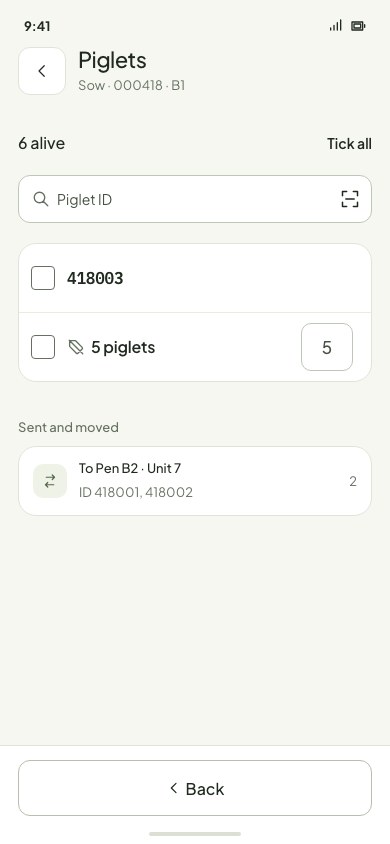 9:41
Piglets
Sow · 000418 · B1
6 alive
Tick all
Piglet ID
418003
5 piglets
5
Sent and moved
To Pen B2 · Unit 7
ID 418001, 418002
2
Back